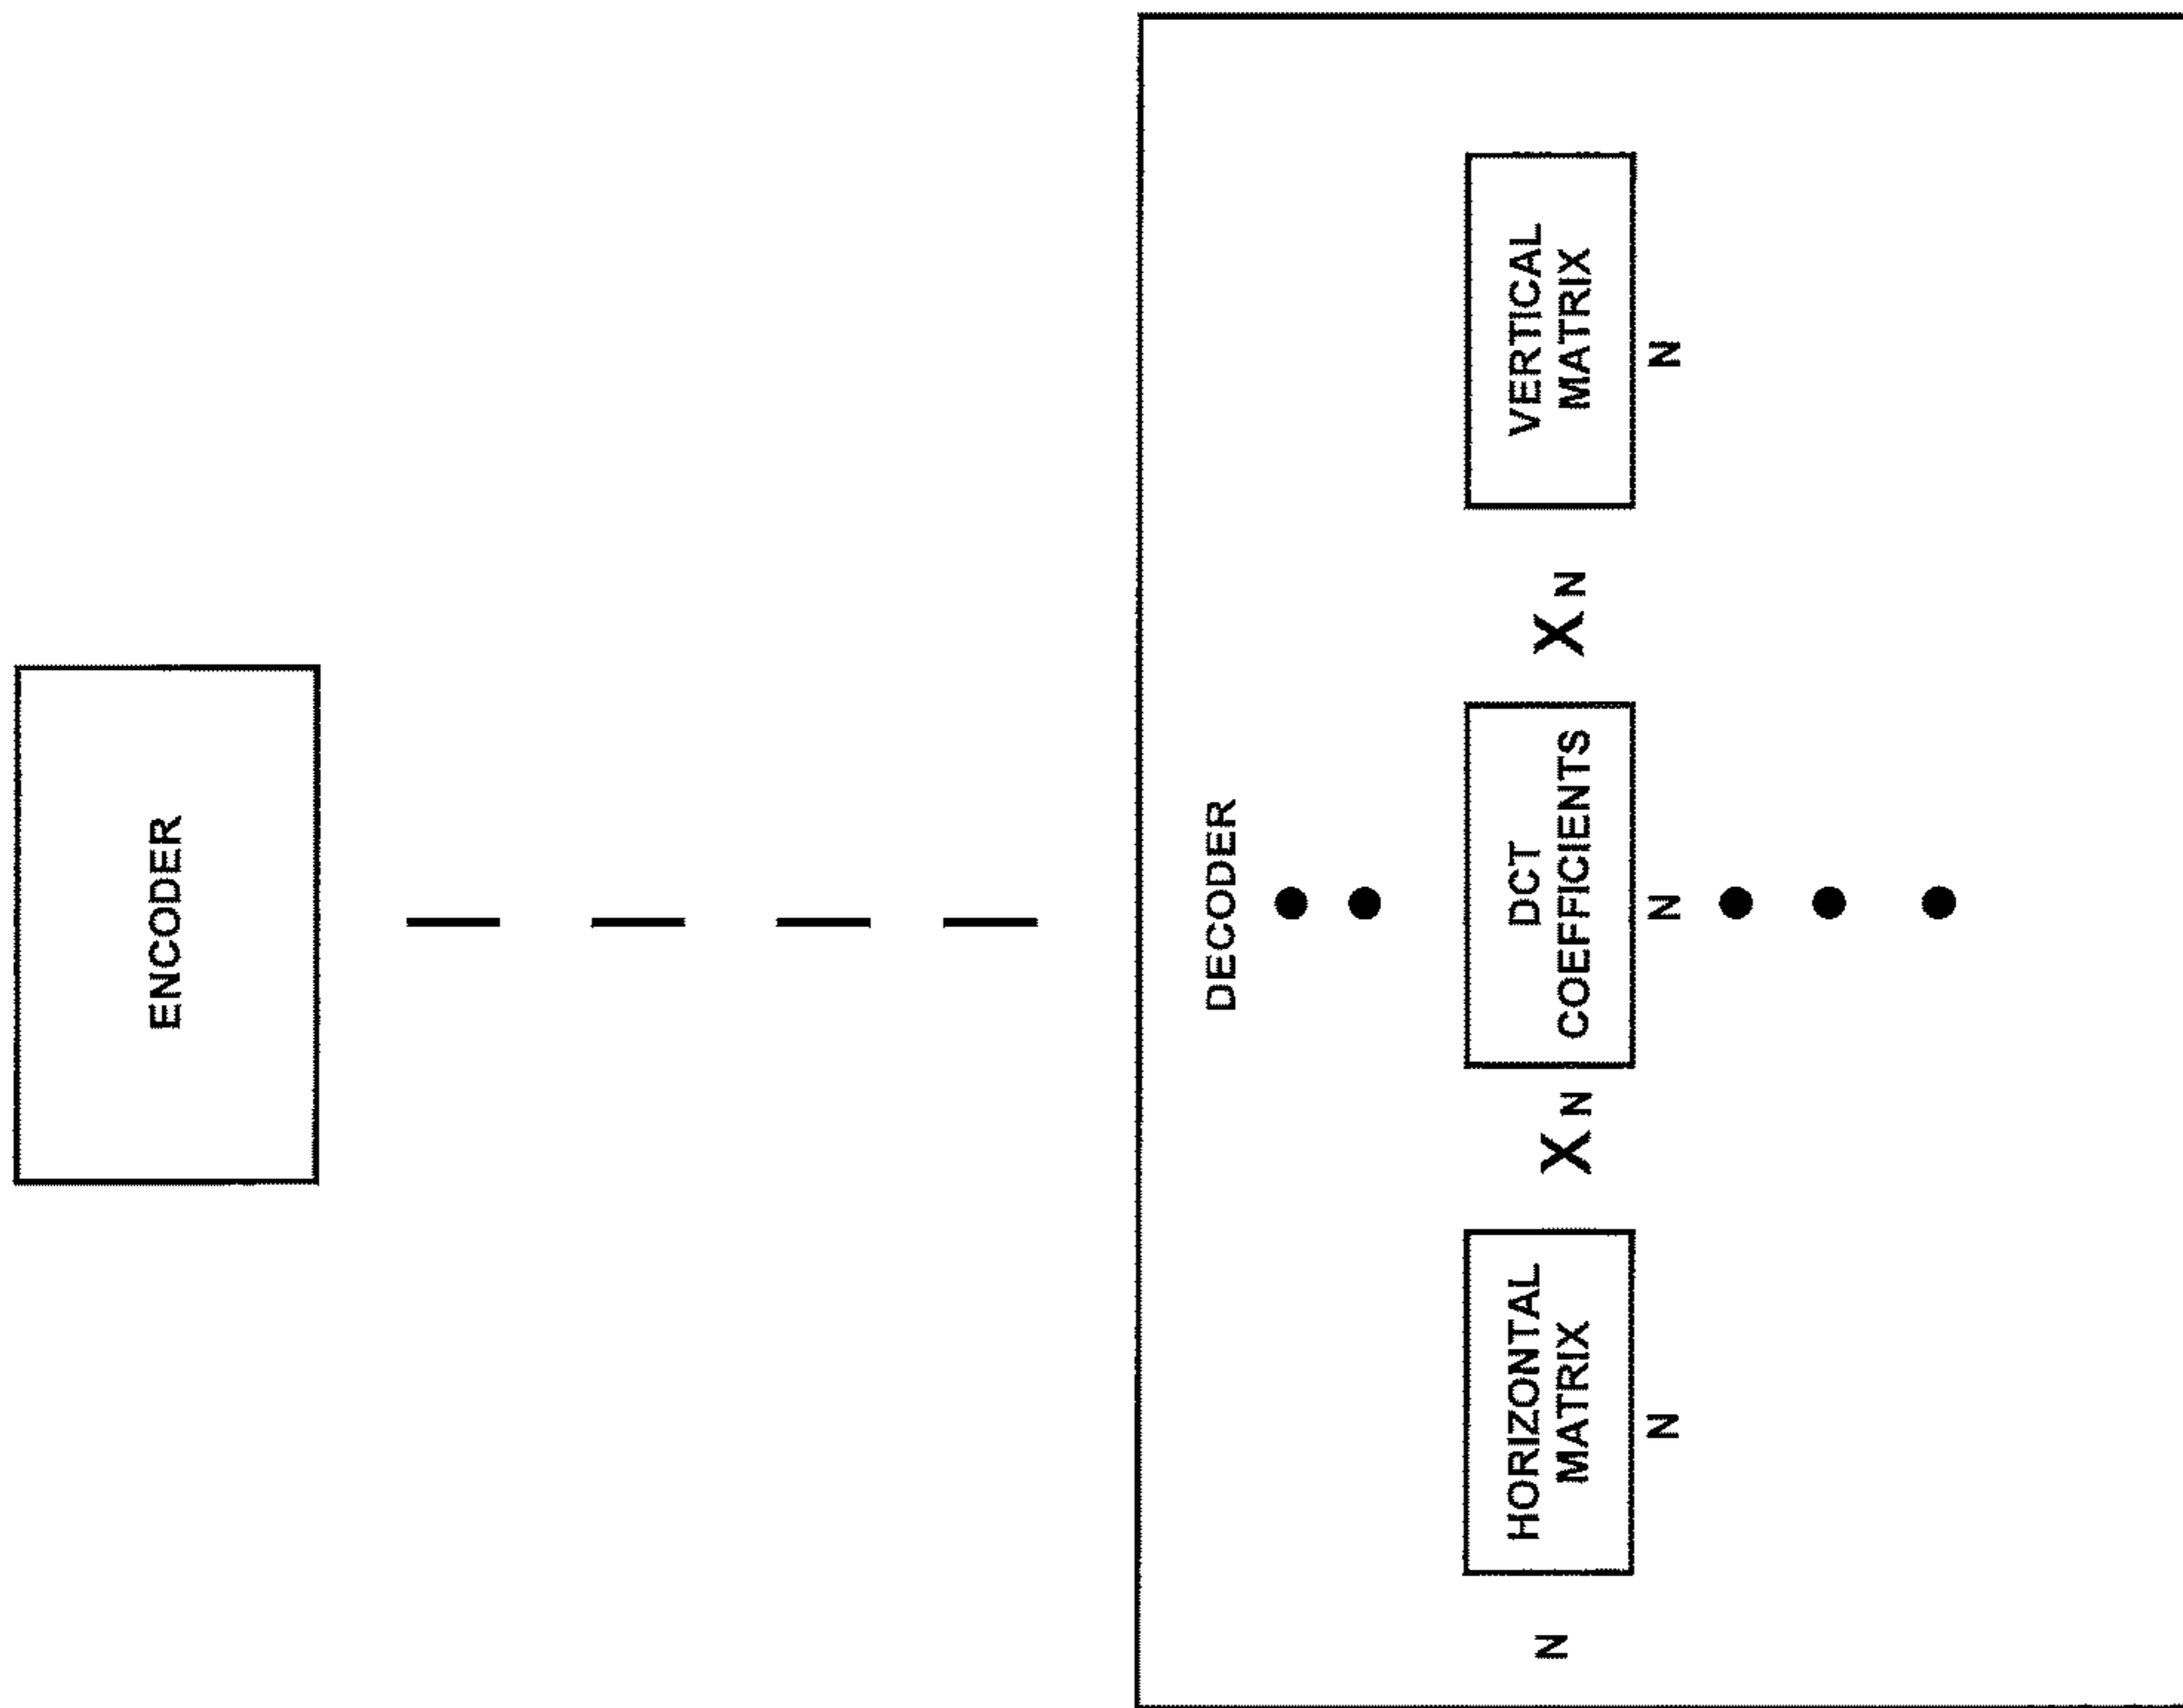 ENCODER
DECODER
N
HORIZONTAL
MATRIX
N
X N
DCT
COEFFICIENTS
N
X N
VERTICAL
MATRIX
N